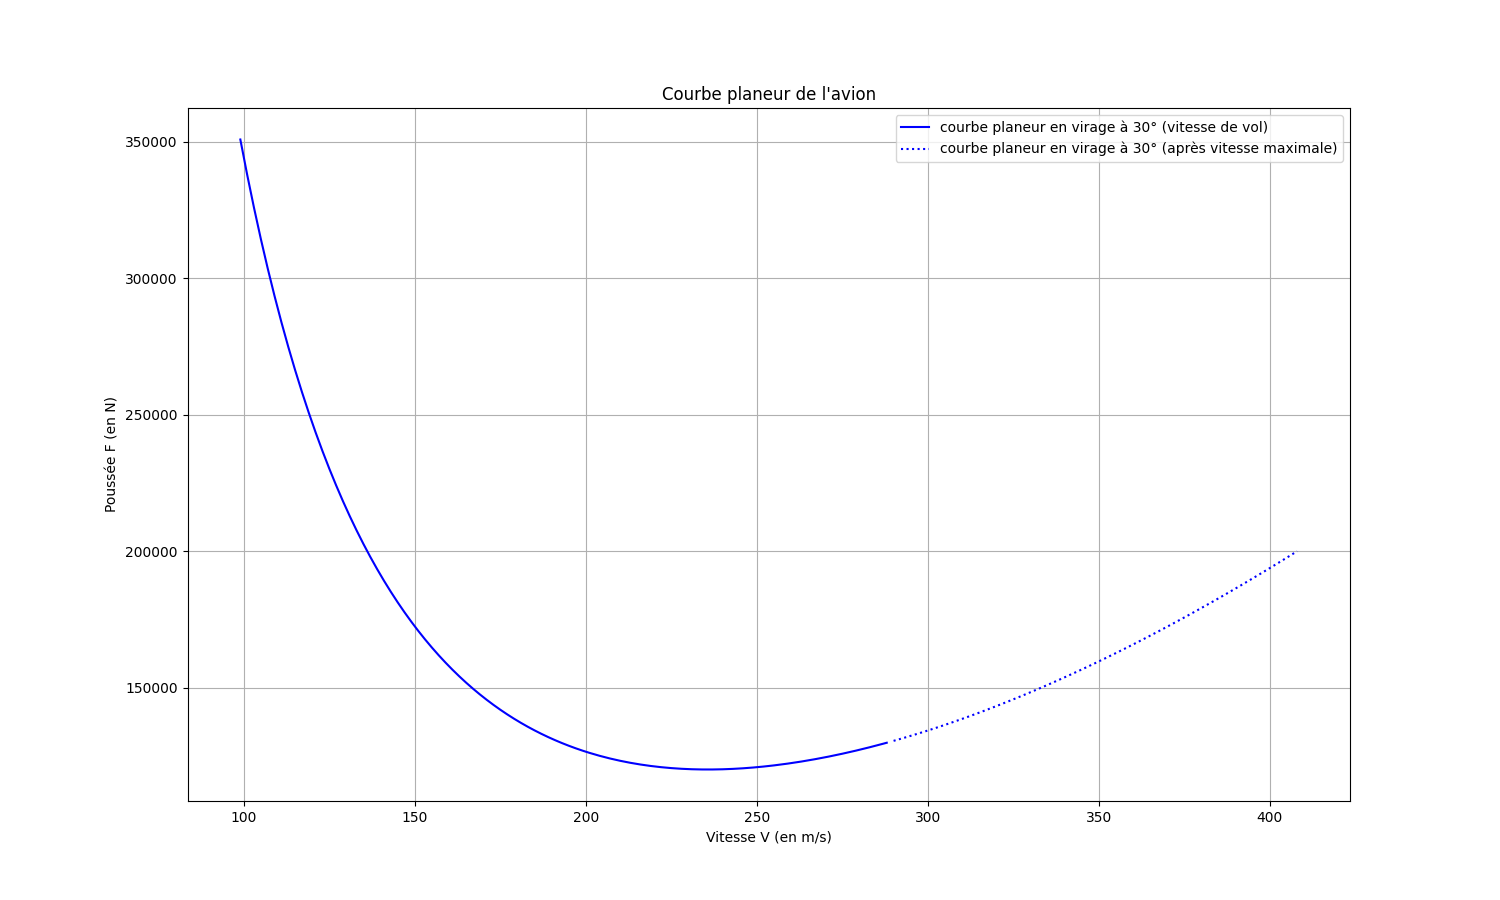 Courbe planeur de l'avion
courbe planeur en virage à 30° (vitesse de vol)
courbe planeur en virage à 30° (après vitesse maximale)
350000
300000
250000
200000
150000
Poussée F (en N)
100 150 200 250 300 350 400
Vitesse V (en m/s)